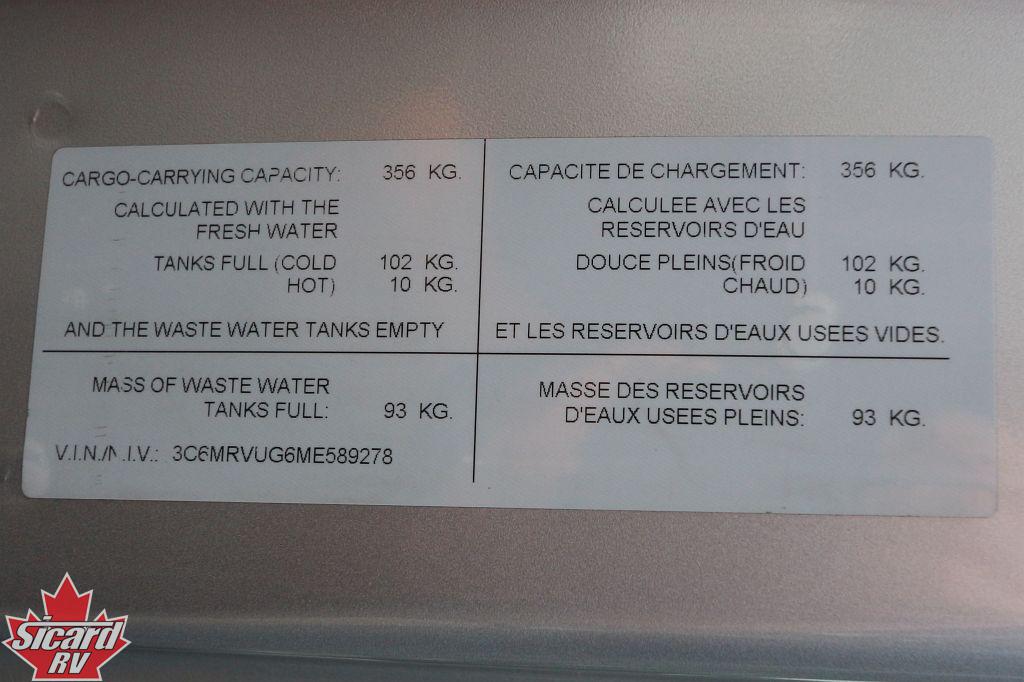 CARGO-CARRYING CAPACITY: 356 KG.
CALCULATED WITH THE
FRESH WATER
TANKS FULL (COLD 102 KG.
HOT) 10 KG.
AND THE WASTE WATER TANKS EMPTY
CAPACITE DE CHARGEMENT: 356 KG.
CALCULEE AVEC LES
RESERVOIRS D'EAU
DOUCE PLEINS(FROID 102 KG.
CHAUD) 10 KG.
ET LES RESERVOIRS D'EAUX USEES VIDES.
MASS OF WASTE WATER
TANKS FULL: 93 KG.
V.I.N./N.I.V.: 3C6MRVUG6ME589278
MASSE DES RESERVOIRS
D'EAUX USEES PLEINS: 93 KG.
Sicard
RV